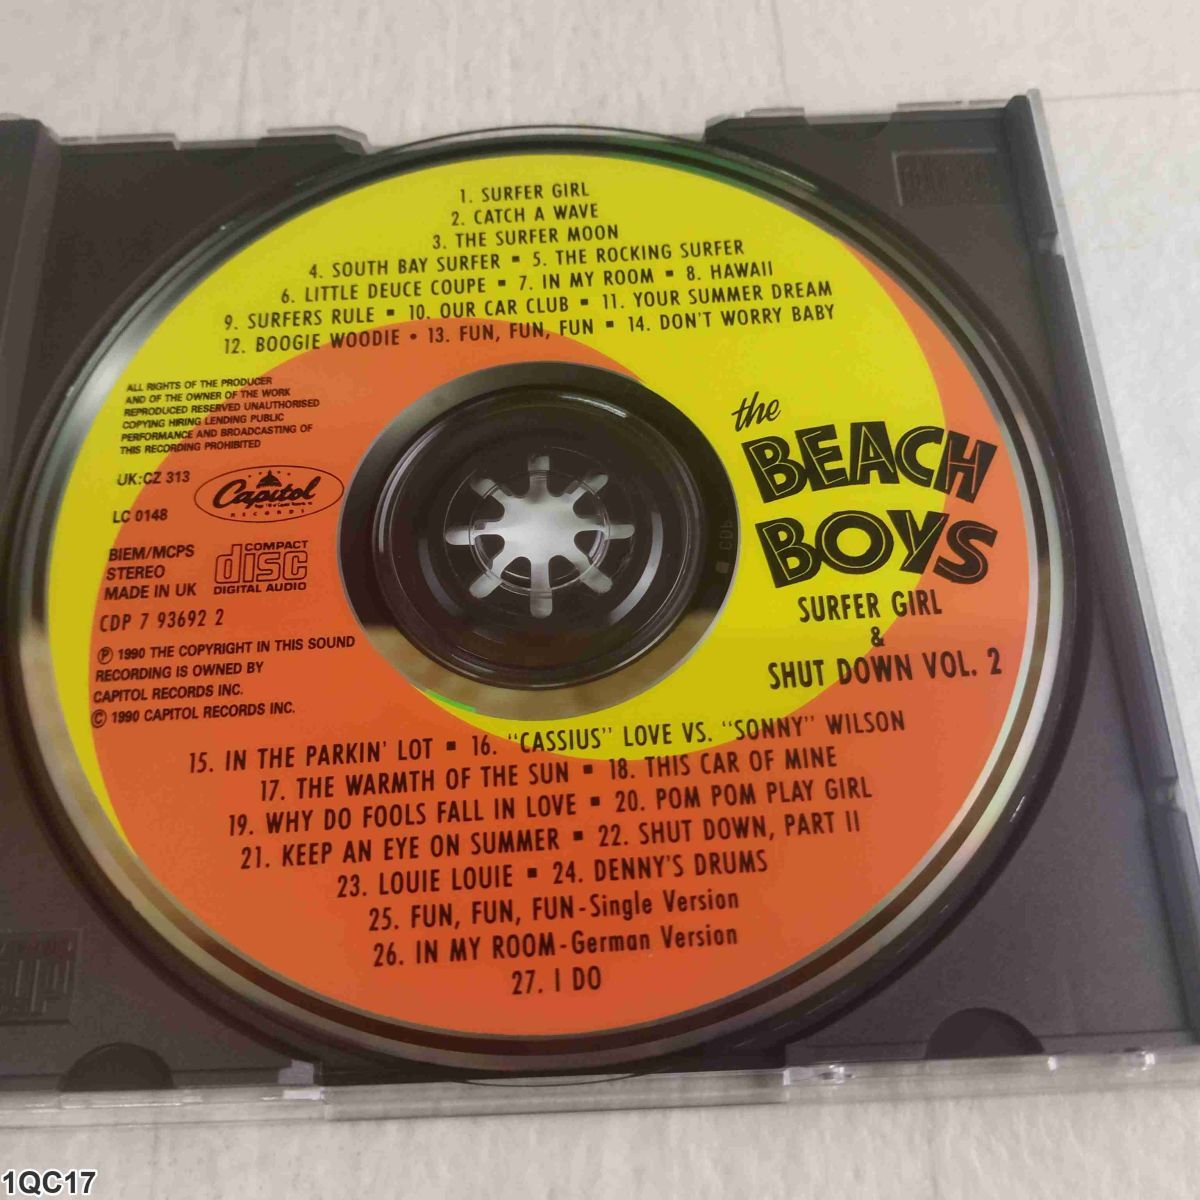 1. SURFER GIRL
2. CATCH A WAVE
3. THE SURFER MOON
4. SOUTH BAY SURFER ▪ 5. THE ROCKING SURFER
6. LITTLE DEUCE COUPE ▪ 7. IN MY ROOM ▪ 8. HAWAII
9. SURFERS RULE ▪ 10. OUR CAR CLUB ▪ 11. YOUR SUMMER DREAM
12. BOOGIE WOODIE • 13. FUN, FUN, FUN ▪ 14. DON'T WORRY BABY
ALL RIGHTS OF THE PRODUCER
AND OF THE OWNER OF THE WORK
REPRODUCED RESERVED UNAUTHORISED
COPYING HIRING LENDING PUBLIC
PERFORMANCE AND BROADCASTING OF
THIS RECORDING PROHIBITED
UK:CZ 313
LC 0148
Capitol
RECORDS
BIEM/MCPS
STEREO
MADE IN UK
COMPACT
disc
DIGITAL AUDIO
CDP 7 93692 2
℗ 1990 THE COPYRIGHT IN THIS SOUND
RECORDING IS OWNED BY
CAPITOL RECORDS INC.
© 1990 CAPITOL RECORDS INC.
the
BEACH
BOYS
SURFER GIRL
&
SHUT DOWN VOL. 2
15. IN THE PARKIN' LOT ▪ 16. "CASSIUS" LOVE VS. "SONNY" WILSON
17. THE WARMTH OF THE SUN ▪ 18. THIS CAR OF MINE
19. WHY DO FOOLS FALL IN LOVE ▪ 20. POM POM PLAY GIRL
21. KEEP AN EYE ON SUMMER ▪ 22. SHUT DOWN, PART II
23. LOUIE LOUIE ▪ 24. DENNY'S DRUMS
25. FUN, FUN, FUN-Single Version
26. IN MY ROOM-German Version
27. I DO
1QC17